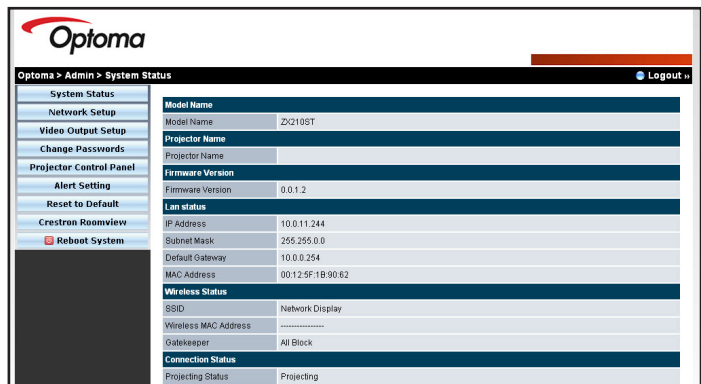 Optoma
Optoma > Admin > System Status
Logout »
System Status
Network Setup
Video Output Setup
Change Passwords
Projector Control Panel
Alert Setting
Reset to Default
Crestron Roomview
Reboot System
Model Name
Model Name ZX210ST
Projector Name
Projector Name
Firmware Version
Firmware Version 0.0.1.2
Lan status
IP Address 10.0.11.244
Subnet Mask 255.255.0.0
Default Gateway 10.0.0.254
MAC Address 00:12:5F:1B:90:62
Wireless Status
SSID Network Display
Wireless MAC Address ----------------
Gatekeeper All Block
Connection Status
Projecting Status Projecting